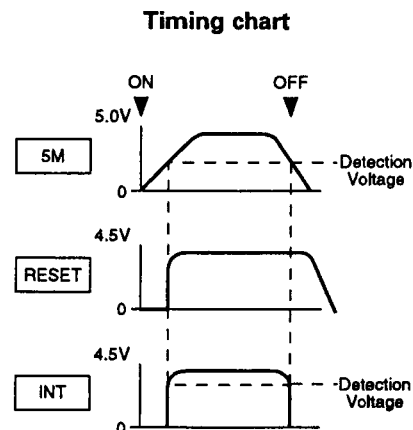 Timing chart
ON OFF
5.0V
5M
Detection
Voltage
0
4.5V
RESET
0
4.5V
INT
Detection
Voltage
0